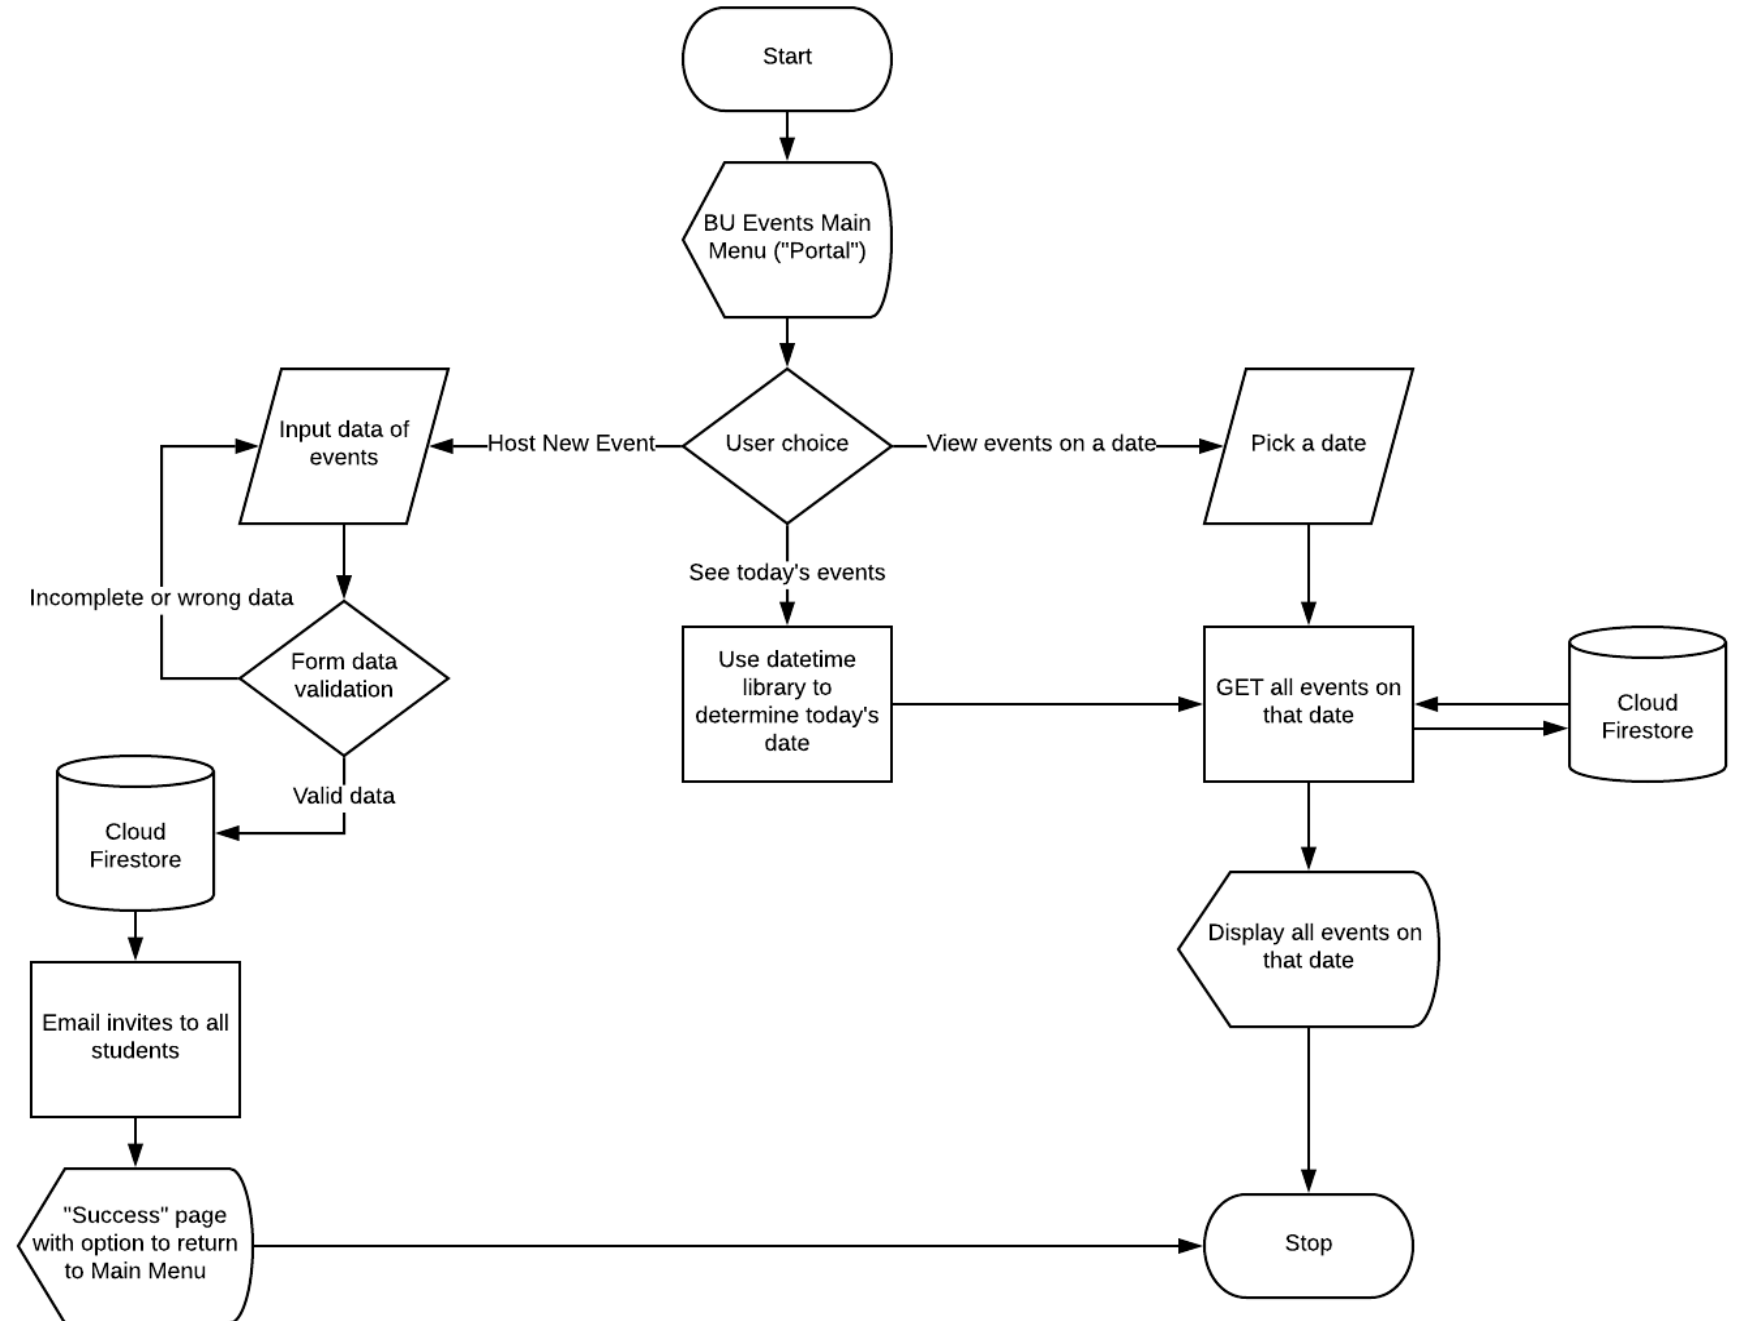 Start
BU Events Main
Menu ("Portal")
Input data of
events
Host New Event
User choice
View events on a date
Pick a date
See today's events
Incomplete or wrong data
Form data
validation
Use datetime
library to
determine today's
date
GET all events on
that date
Cloud
Firestore
Valid data
Cloud
Firestore
Display all events on
that date
Email invites to all
students
"Success" page
with option to return
to Main Menu
Stop